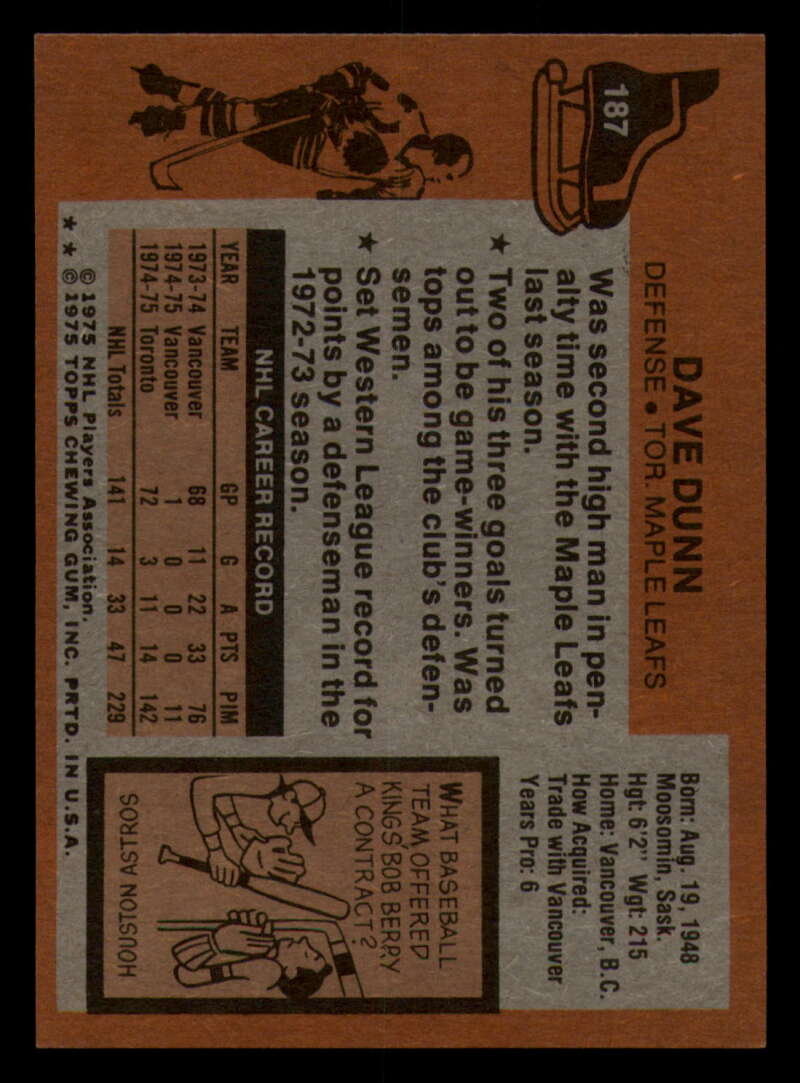 187
DAVE DUNN
DEFENSE • TOR. MAPLE LEAFS
Was second high man in pen-
alty time with the Maple Leafs
last season.
★ Two of his three goals turned
out to be game-winners. Was
tops among the club's defen-
semen.
★ Set Western League record for
points by a defenseman in the
1972-73 season.
NHL CAREER RECORD
YEAR TEAM GP G A PTS PIM
1973-74 Vancouver 68 11 22 33 76
1974-75 Vancouver 1 0 0 0 11
1974-75 Toronto 72 3 11 14 142
NHL Totals 141 14 33 47 229
© 1975 NHL Players Association.
★ ★ © 1975 TOPPS CHEWING GUM, INC. PRTD. IN U.S.A.
Born: Aug. 19, 1948
Moosomin, Sask.
Hgt: 6'2" Wgt: 215
Home: Vancouver, B.C.
How Acquired:
Trade with Vancouver
Years Pro: 6
WHAT BASEBALL
TEAM OFFERED
KINGS' BOB BERRY
A CONTRACT?
HOUSTON ASTROS